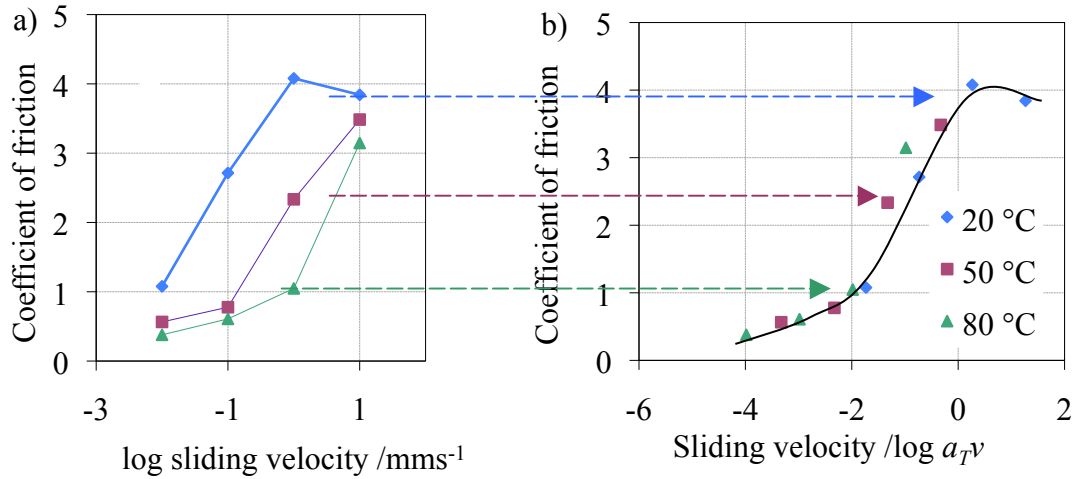 a)
Coefficient of friction
5
4
3
2
1
0
-3
-1
1
log sliding velocity /mms⁻¹
b)
Coefficient of friction
5
4
3
2
1
0
-6
-4
-2
0
2
Sliding velocity /log a_Tv
20 °C
50 °C
80 °C